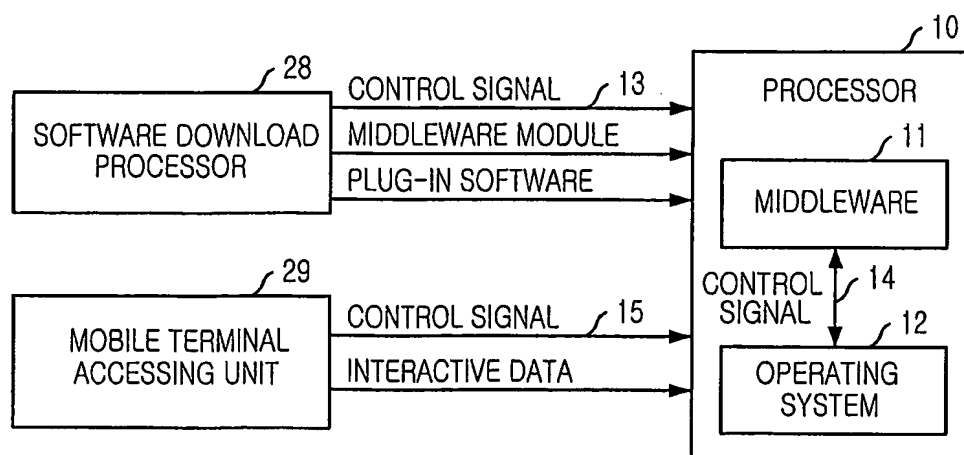 10
28
CONTROL SIGNAL
13
PROCESSOR
SOFTWARE DOWNLOAD
PROCESSOR
MIDDLEWARE MODULE
PLUG-IN SOFTWARE
11
MIDDLEWARE
29
CONTROL
SIGNAL
14
MOBILE TERMINAL
ACCESSING UNIT
CONTROL SIGNAL
15
INTERACTIVE DATA
12
OPERATING
SYSTEM